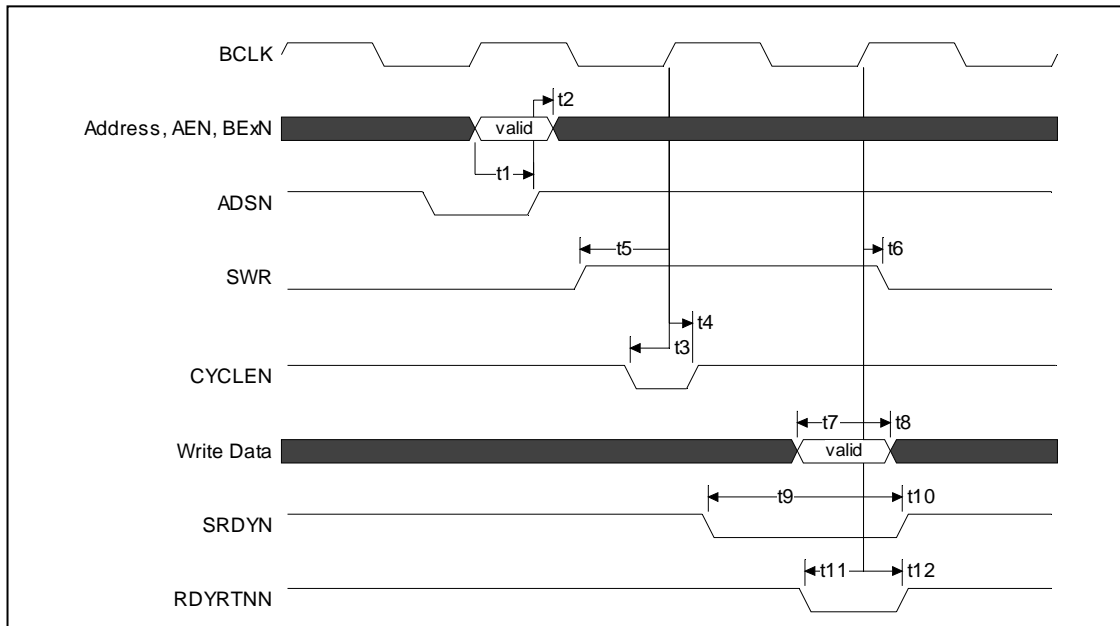 BCLK
t2
Address, AEN, BExN
valid
t1
ADSN
t5
t6
SWR
t4
t3
CYCLEN
t7
t8
Write Data
valid
t9
t10
SRDYN
t11
t12
RDYRTNN